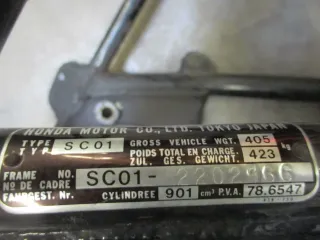 HONDA MOTOR CO., LTD. TOKYO JAPAN
TYPE SC01 GROSS VEHICLE WGT. 405
TYP POIDS TOTAL EN CHARGE kg
ZUL. GES. GEWICHT. 423
FRAME NO. SC01-
Nº DE CADRE
FAHRGEST. Nr. CYLINDREE 901 cm³ P.V.A. 78,6547